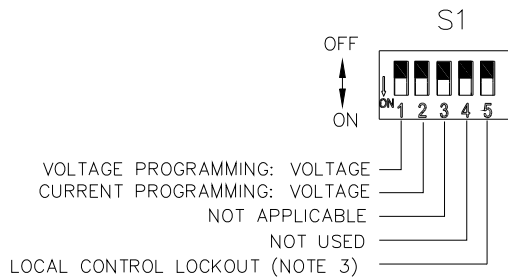 S1
OFF
ON
ON
1 2 3 4 5
VOLTAGE PROGRAMMING: VOLTAGE
CURRENT PROGRAMMING: VOLTAGE
NOT APPLICABLE
NOT USED
LOCAL CONTROL LOCKOUT (NOTE 3)